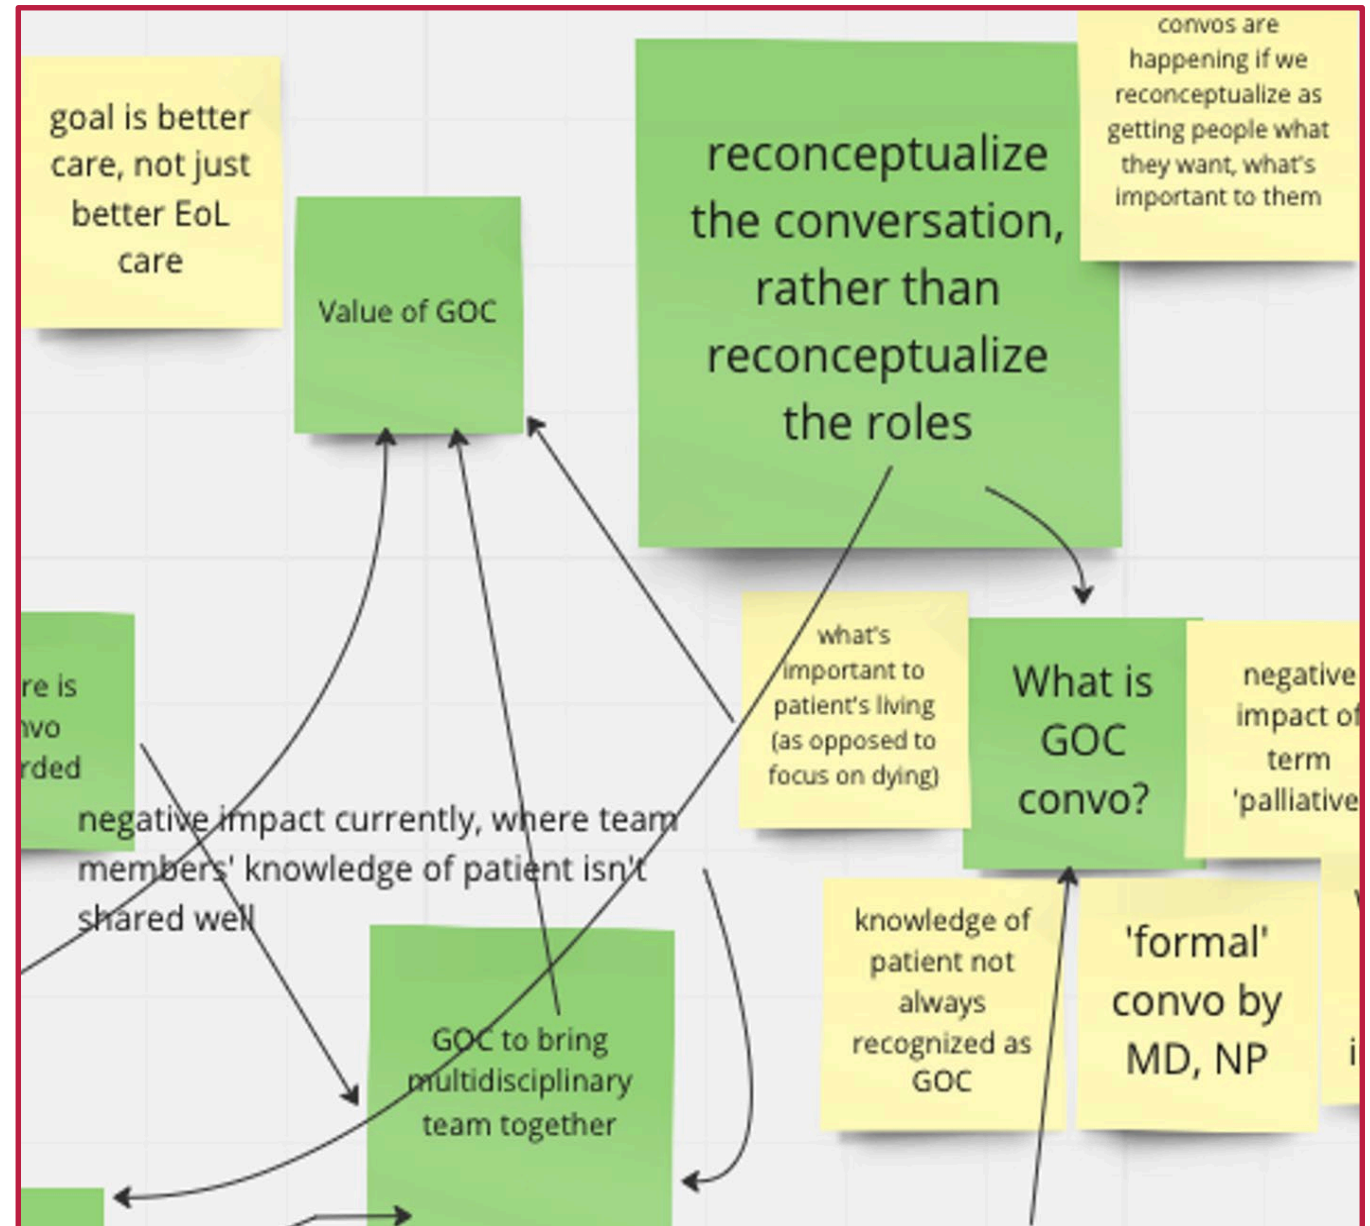 goal is better
care, not just
better EoL
care
Value of GOC
reconceptualize
the conversation,
rather than
reconceptualize
the roles
convos are
happening if we
reconceptualize as
getting people what
they want, what's
important to them
what's
important to
patient's living
(as opposed to
focus on dying)
What is
GOC
convo?
negative
impact of
term
'palliative
is
negative impact currently, where team
members' knowledge of patient isn't
shared well
GOC to bring
multidisciplinary
team together
knowledge of
patient not
always
recognized as
GOC
'formal'
convo by
MD, NP